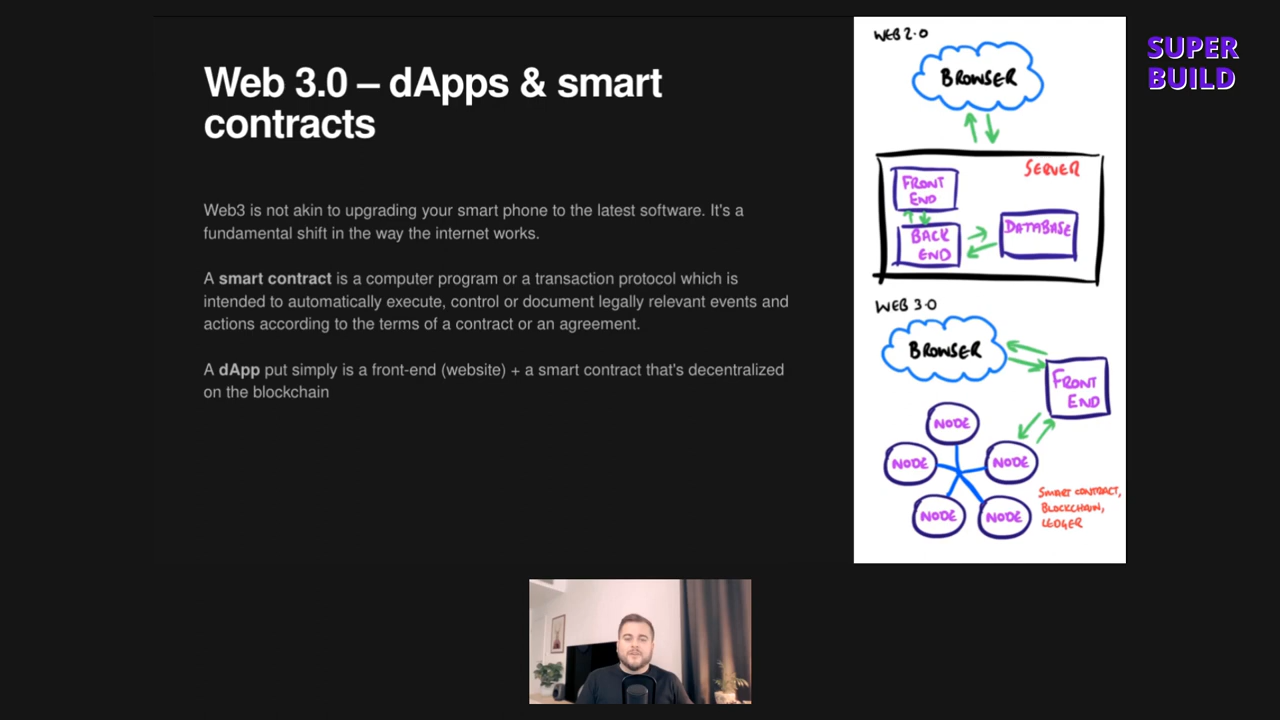 Web 3.0 – dApps & smart
contracts
Web3 is not akin to upgrading your smart phone to the latest software. It's a
fundamental shift in the way the internet works.
A smart contract is a computer program or a transaction protocol which is
intended to automatically execute, control or document legally relevant events and
actions according to the terms of a contract or an agreement.
A dApp put simply is a front-end (website) + a smart contract that's decentralized
on the blockchain
WEB 2.0
BROWSER
SERVER
FRONT
END
BACK
END
DATABASE
WEB 3.0
BROWSER
FRONT
END
NODE
NODE
NODE
NODE
NODE
SMART CONTRACT,
BLOCKCHAIN,
LEDGER
SUPER
BUILD